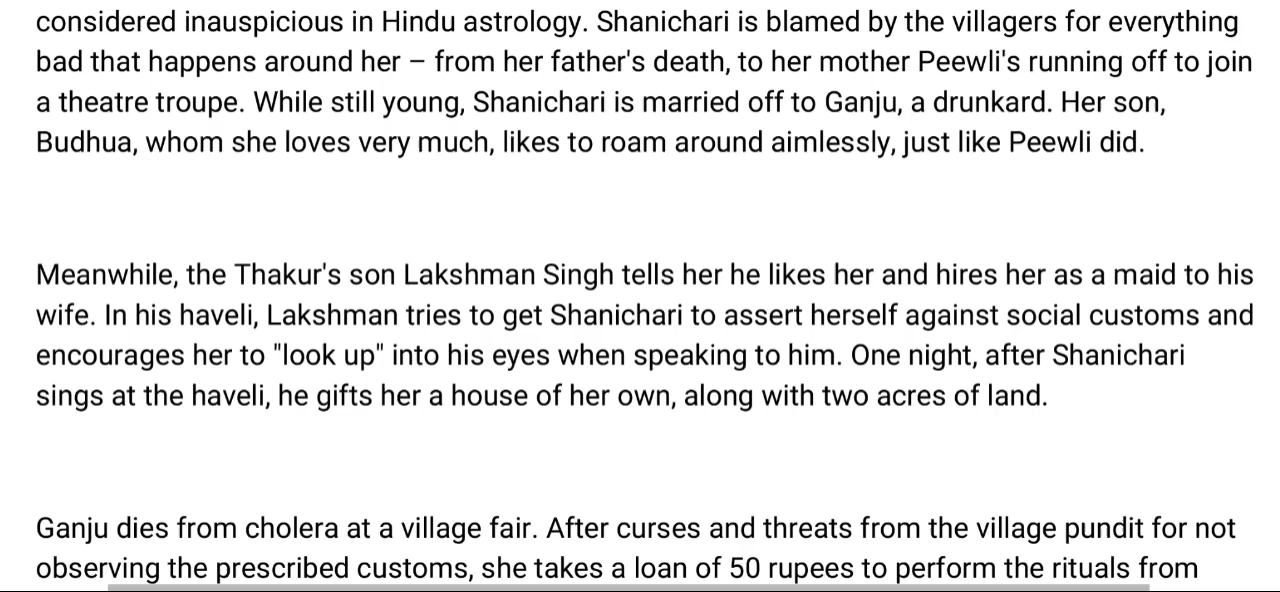 considered inauspicious in Hindu astrology. Shanichari is blamed by the villagers for everything
bad that happens around her – from her father's death, to her mother Peewli's running off to join
a theatre troupe. While still young, Shanichari is married off to Ganju, a drunkard. Her son,
Budhua, whom she loves very much, likes to roam around aimlessly, just like Peewli did.
Meanwhile, the Thakur's son Lakshman Singh tells her he likes her and hires her as a maid to his
wife. In his haveli, Lakshman tries to get Shanichari to assert herself against social customs and
encourages her to "look up" into his eyes when speaking to him. One night, after Shanichari
sings at the haveli, he gifts her a house of her own, along with two acres of land.
Ganju dies from cholera at a village fair. After curses and threats from the village pundit for not
observing the prescribed customs, she takes a loan of 50 rupees to perform the rituals from